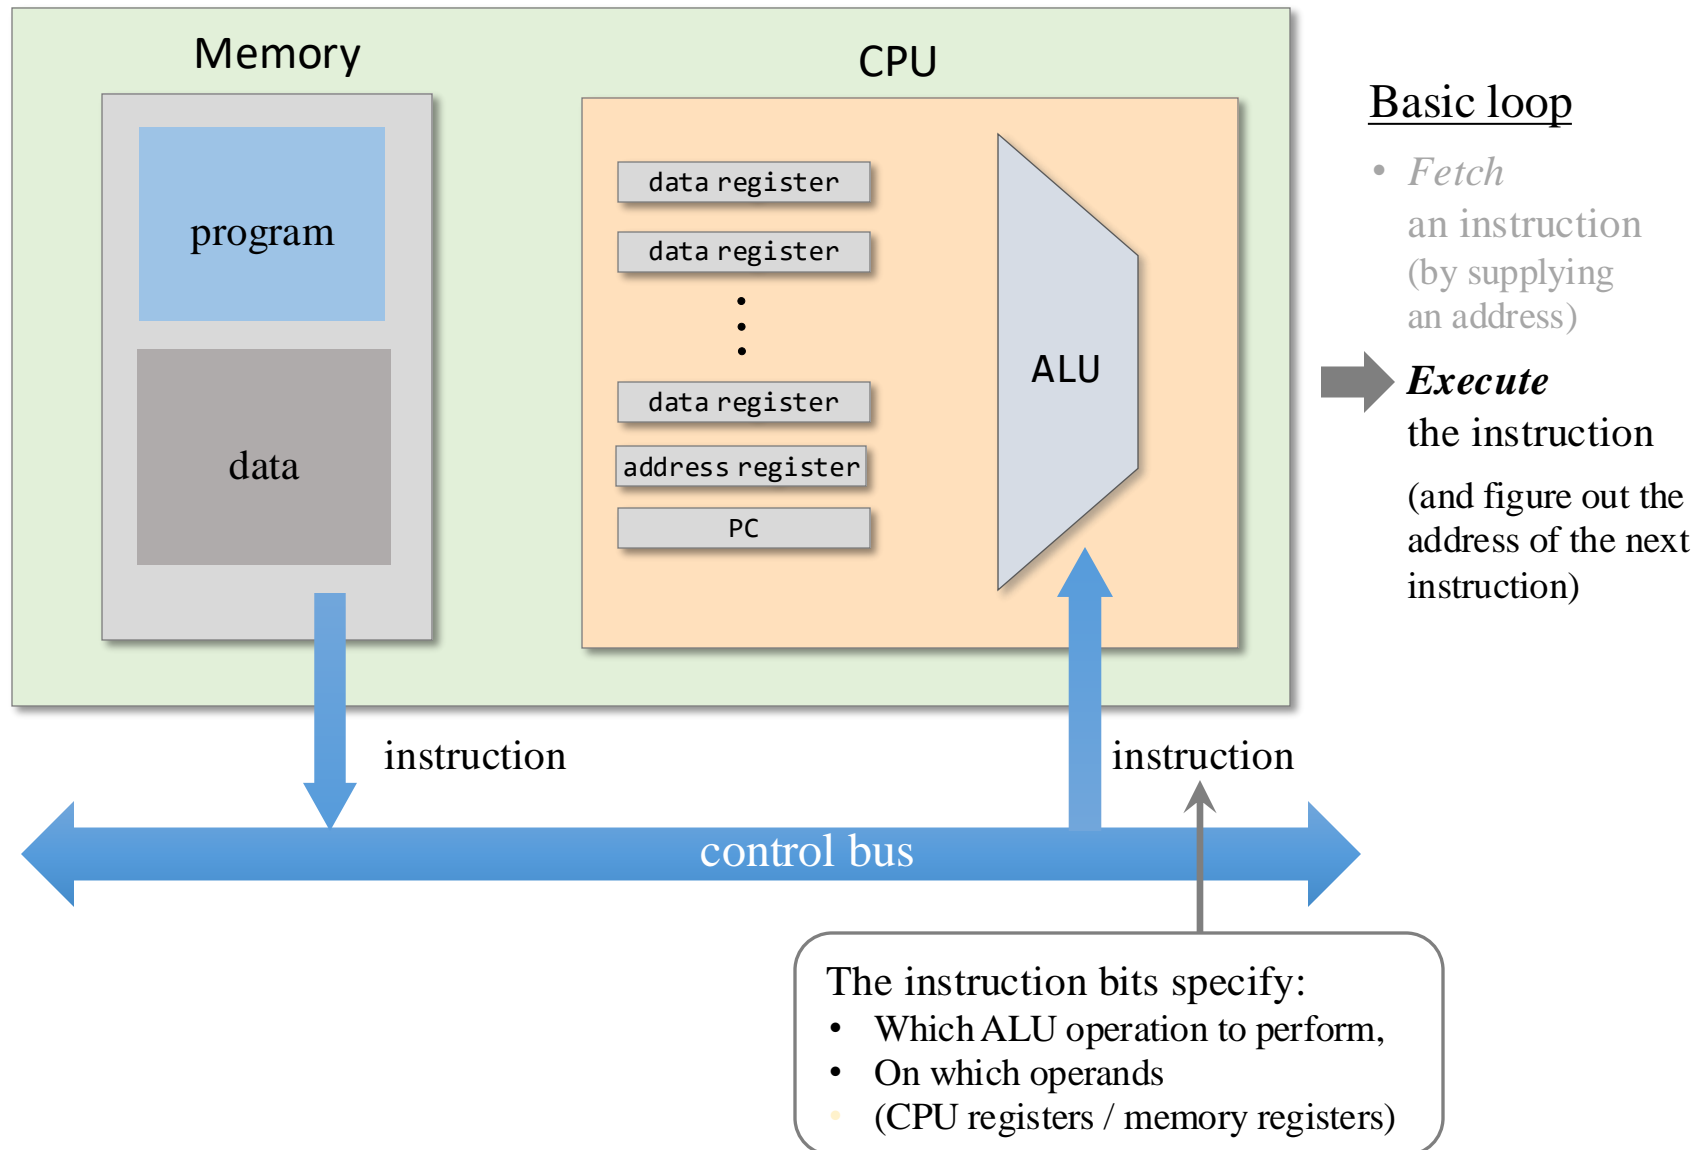 Memory
CPU
program
data
data register
data register
data register
address register
PC
ALU
Basic loop
• Fetch
an instruction
(by supplying
an address)
Execute
the instruction
(and figure out the
address of the next
instruction)
instruction
instruction
control bus
The instruction bits specify:
• Which ALU operation to perform,
• On which operands
• (CPU registers / memory registers)